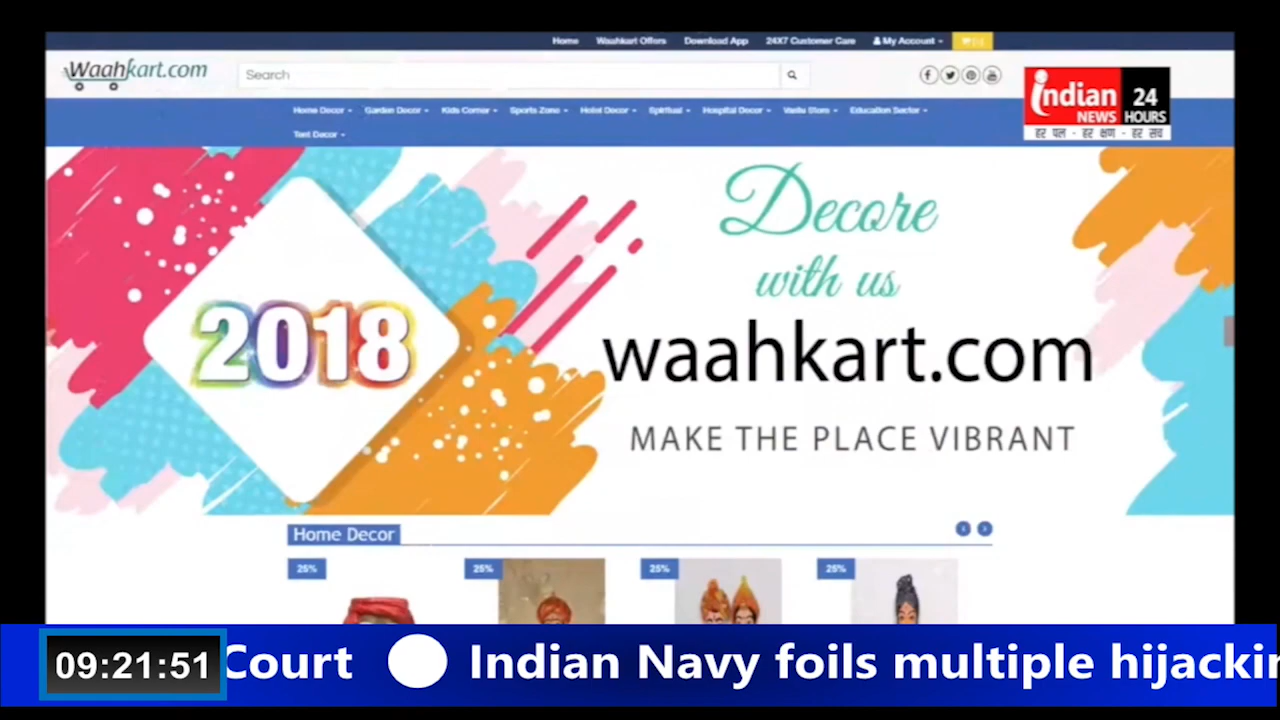 Home Waahkart Offers Download App 24X7 Customer Care My Account
Waahkart.com
Search
Indian
NEWS
24
HOURS
हर पल - हर क्षण - हर सच
Home Decor Garden Decor Kids Corner Sports Zone Hotel Decor Spiritual Hospital Decor Vastu Store Education Sector
Tent Decor
2018
Decore
with us
waahkart.com
MAKE THE PLACE VIBRANT
Home Decor
25% 25% 25% 25%
09:21:51
Court Indian Navy foils multiple hijackin